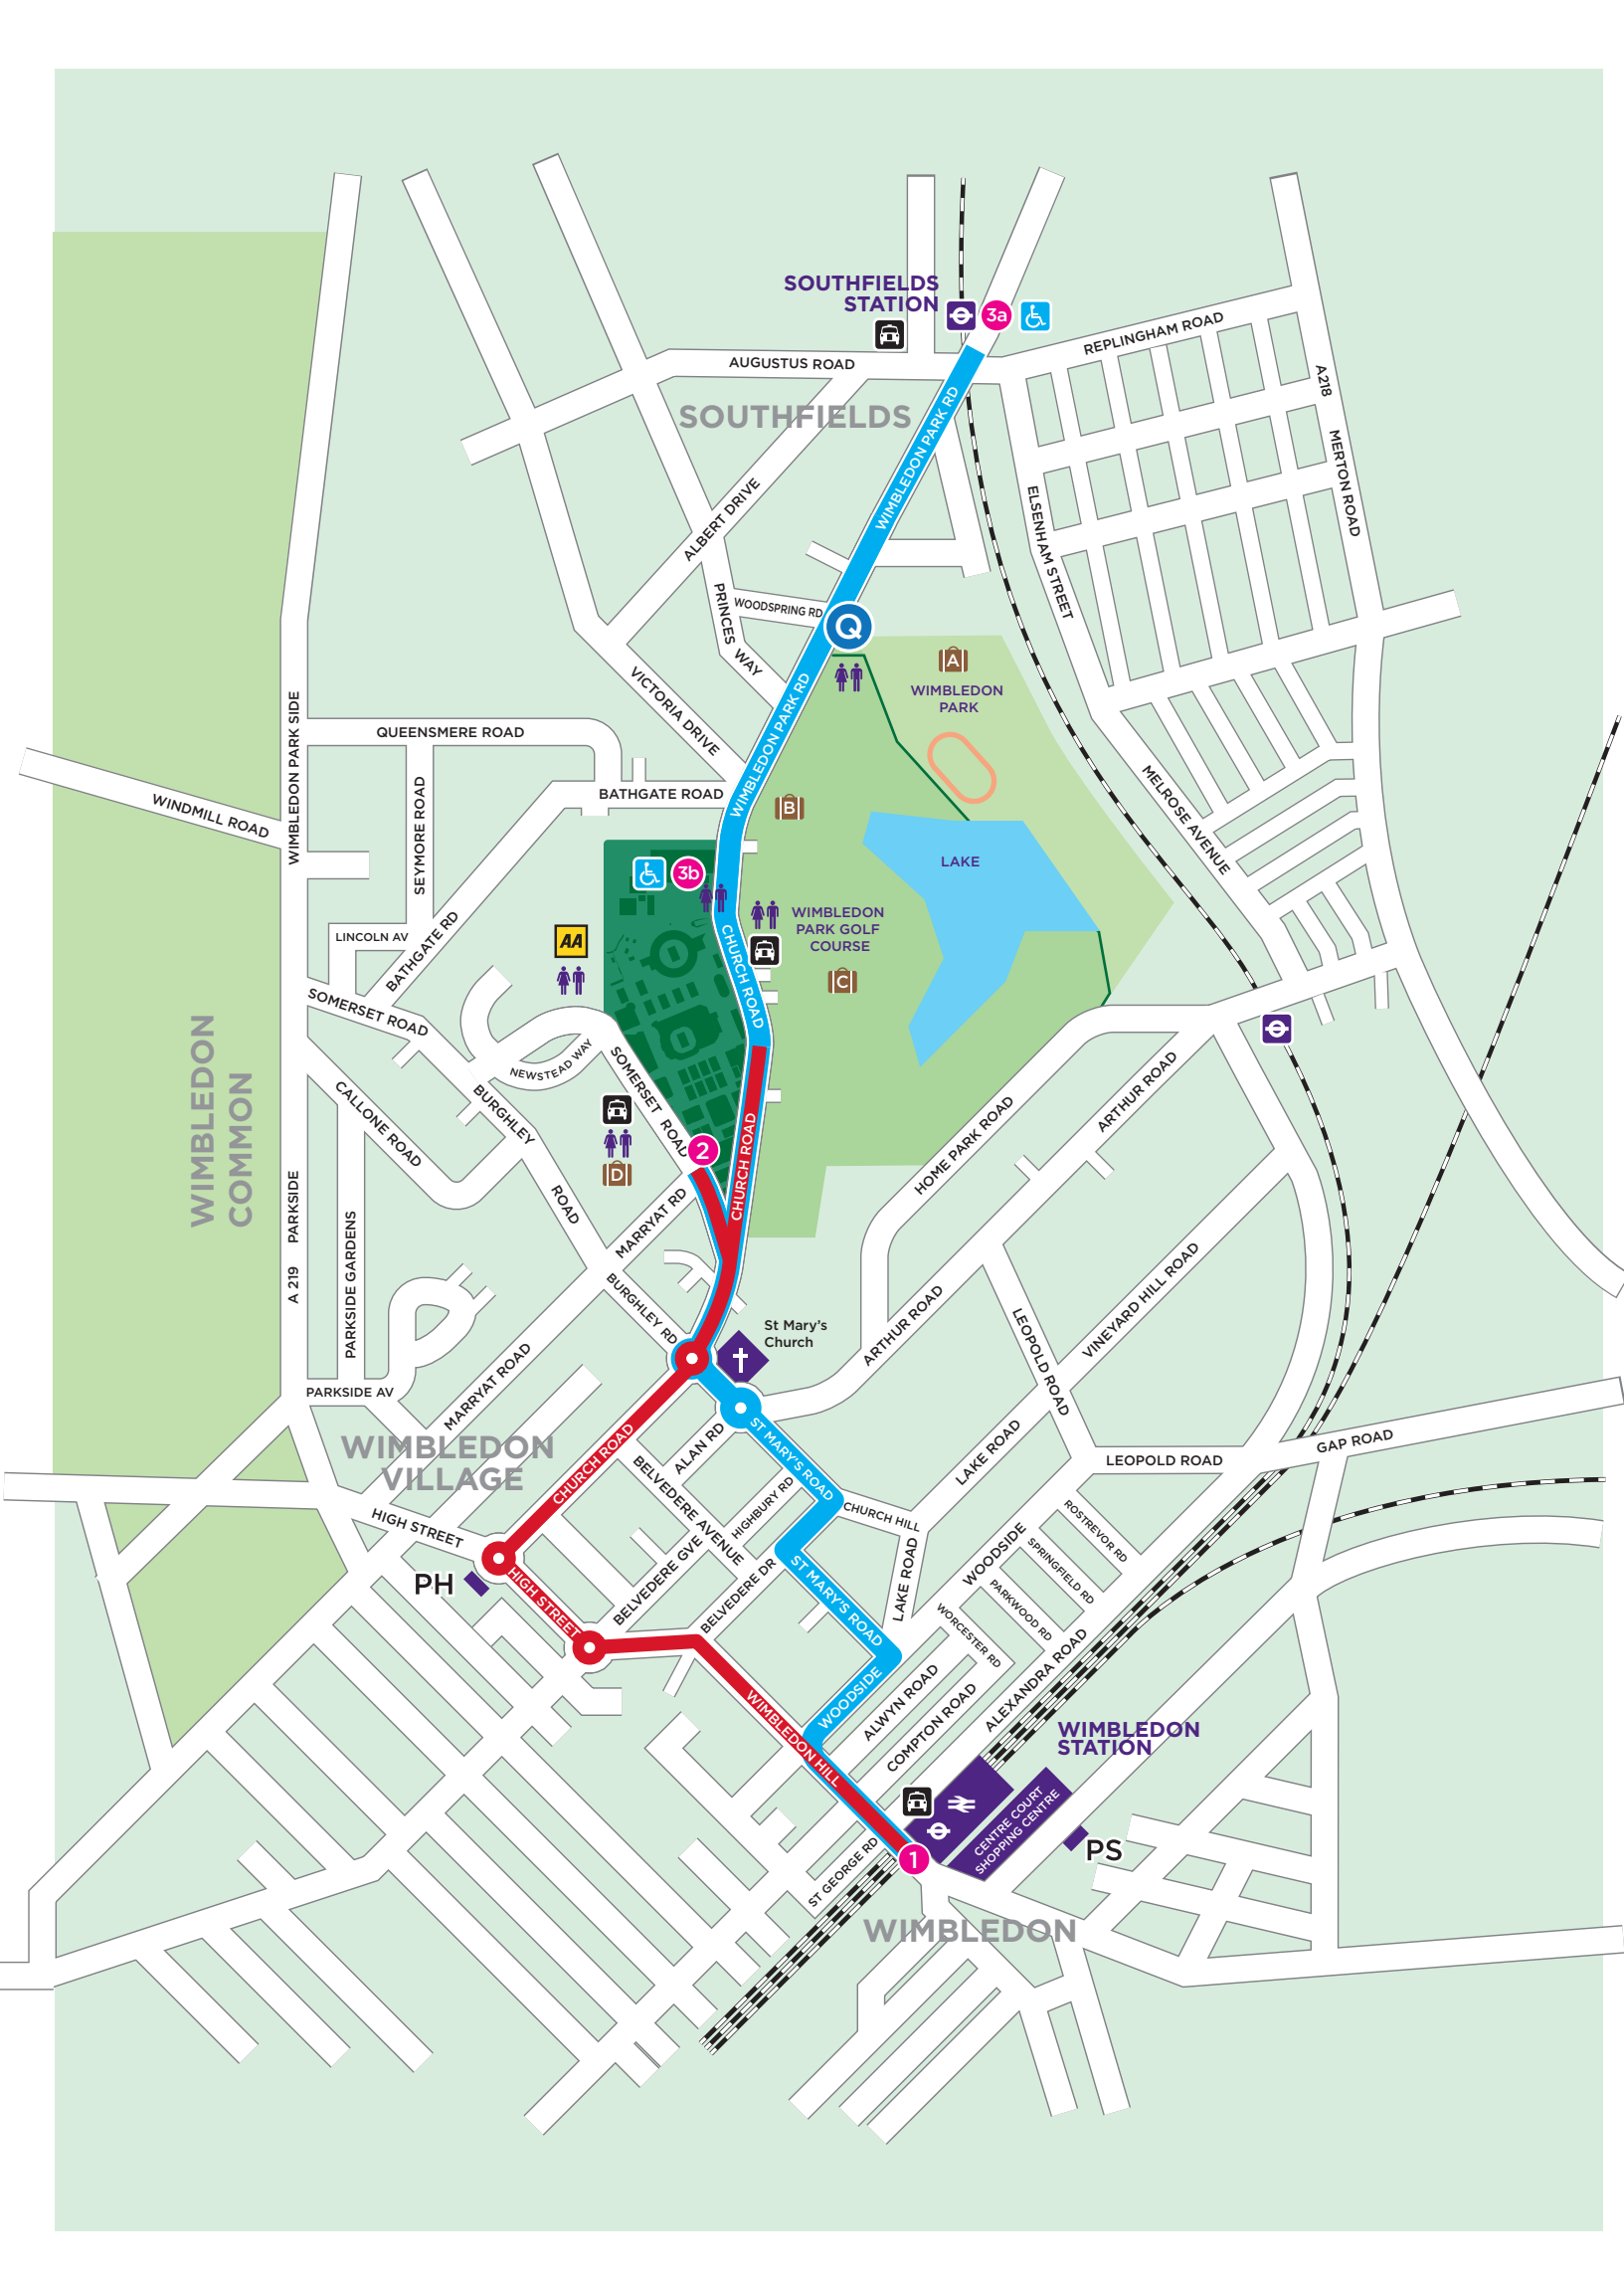 SOUTHFIELDS
STATION
3a
REPLINGHAM ROAD
AUGUSTUS ROAD
A218
MERTON ROAD
SOUTHFIELDS
WIMBLEDON PARK RD
ALBERT DRIVE
ELSENHAM STREET
PRINCES WAY
WOODSPRING RD
Q
A
WIMBLEDON
PARK
VICTORIA DRIVE
WIMBLEDON PARK RD
WIMBLEDON PARK SIDE
QUEENSMERE ROAD
SEYMORE ROAD
WINDMILL ROAD
BATHGATE ROAD
B
MELROSE AVENUE
LAKE
3b
WIMBLEDON
PARK GOLF
COURSE
C
CHURCH ROAD
AA
LINCOLN AV
BATHGATE RD
SOMERSET ROAD
NEWSTEAD WAY
SOMERSET ROAD
WIMBLEDON
COMMON
CALLONE ROAD
BURGHLEY
ROAD
D
2
CHURCH ROAD
HOME PARK ROAD
ARTHUR ROAD
A 219 PARKSIDE
PARKSIDE GARDENS
MARRYAT RD
BURGHLEY RD
St Mary's
Church
ARTHUR ROAD
LEOPOLD ROAD
VINEYARD HILL ROAD
PARKSIDE AV
MARRYAT ROAD
WIMBLEDON
VILLAGE
CHURCH ROAD
ALAN RD
ST MARY'S ROAD
LAKE ROAD
LEOPOLD ROAD
GAP ROAD
HIGH STREET
BELVEDERE AVENUE
HIGHBURY RD
CHURCH HILL
ROSTREVOR RD
WOODSIDE
SPRINGFIELD RD
PH
HIGH STREET
BELVEDERE GVE
BELVEDERE DR
ST MARY'S ROAD
LAKE ROAD
PARKWOOD RD
WORCESTER RD
WOODSIDE
ALWYN ROAD
COMPTON ROAD
ALEXANDRA ROAD
WIMBLEDON HILL
WIMBLEDON
STATION
CENTRE COURT
SHOPPING CENTRE
PS
1
ST GEORGE RD
WIMBLEDON